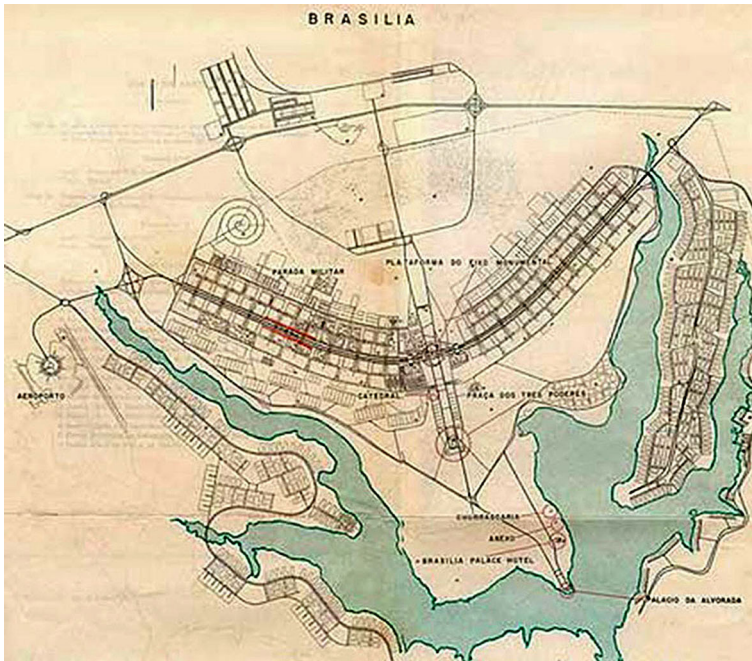 BRASILIA
PLATAFORMA DO EIXO MONUMENTAL
PARADA MILITAR
AEROPORTO
CATEDRAL
PRAÇA DOS TRES PODERES
CHURRASCARIA
ANEXO
BRASILIA PALACE HOTEL
PALACIO DA ALVORADA